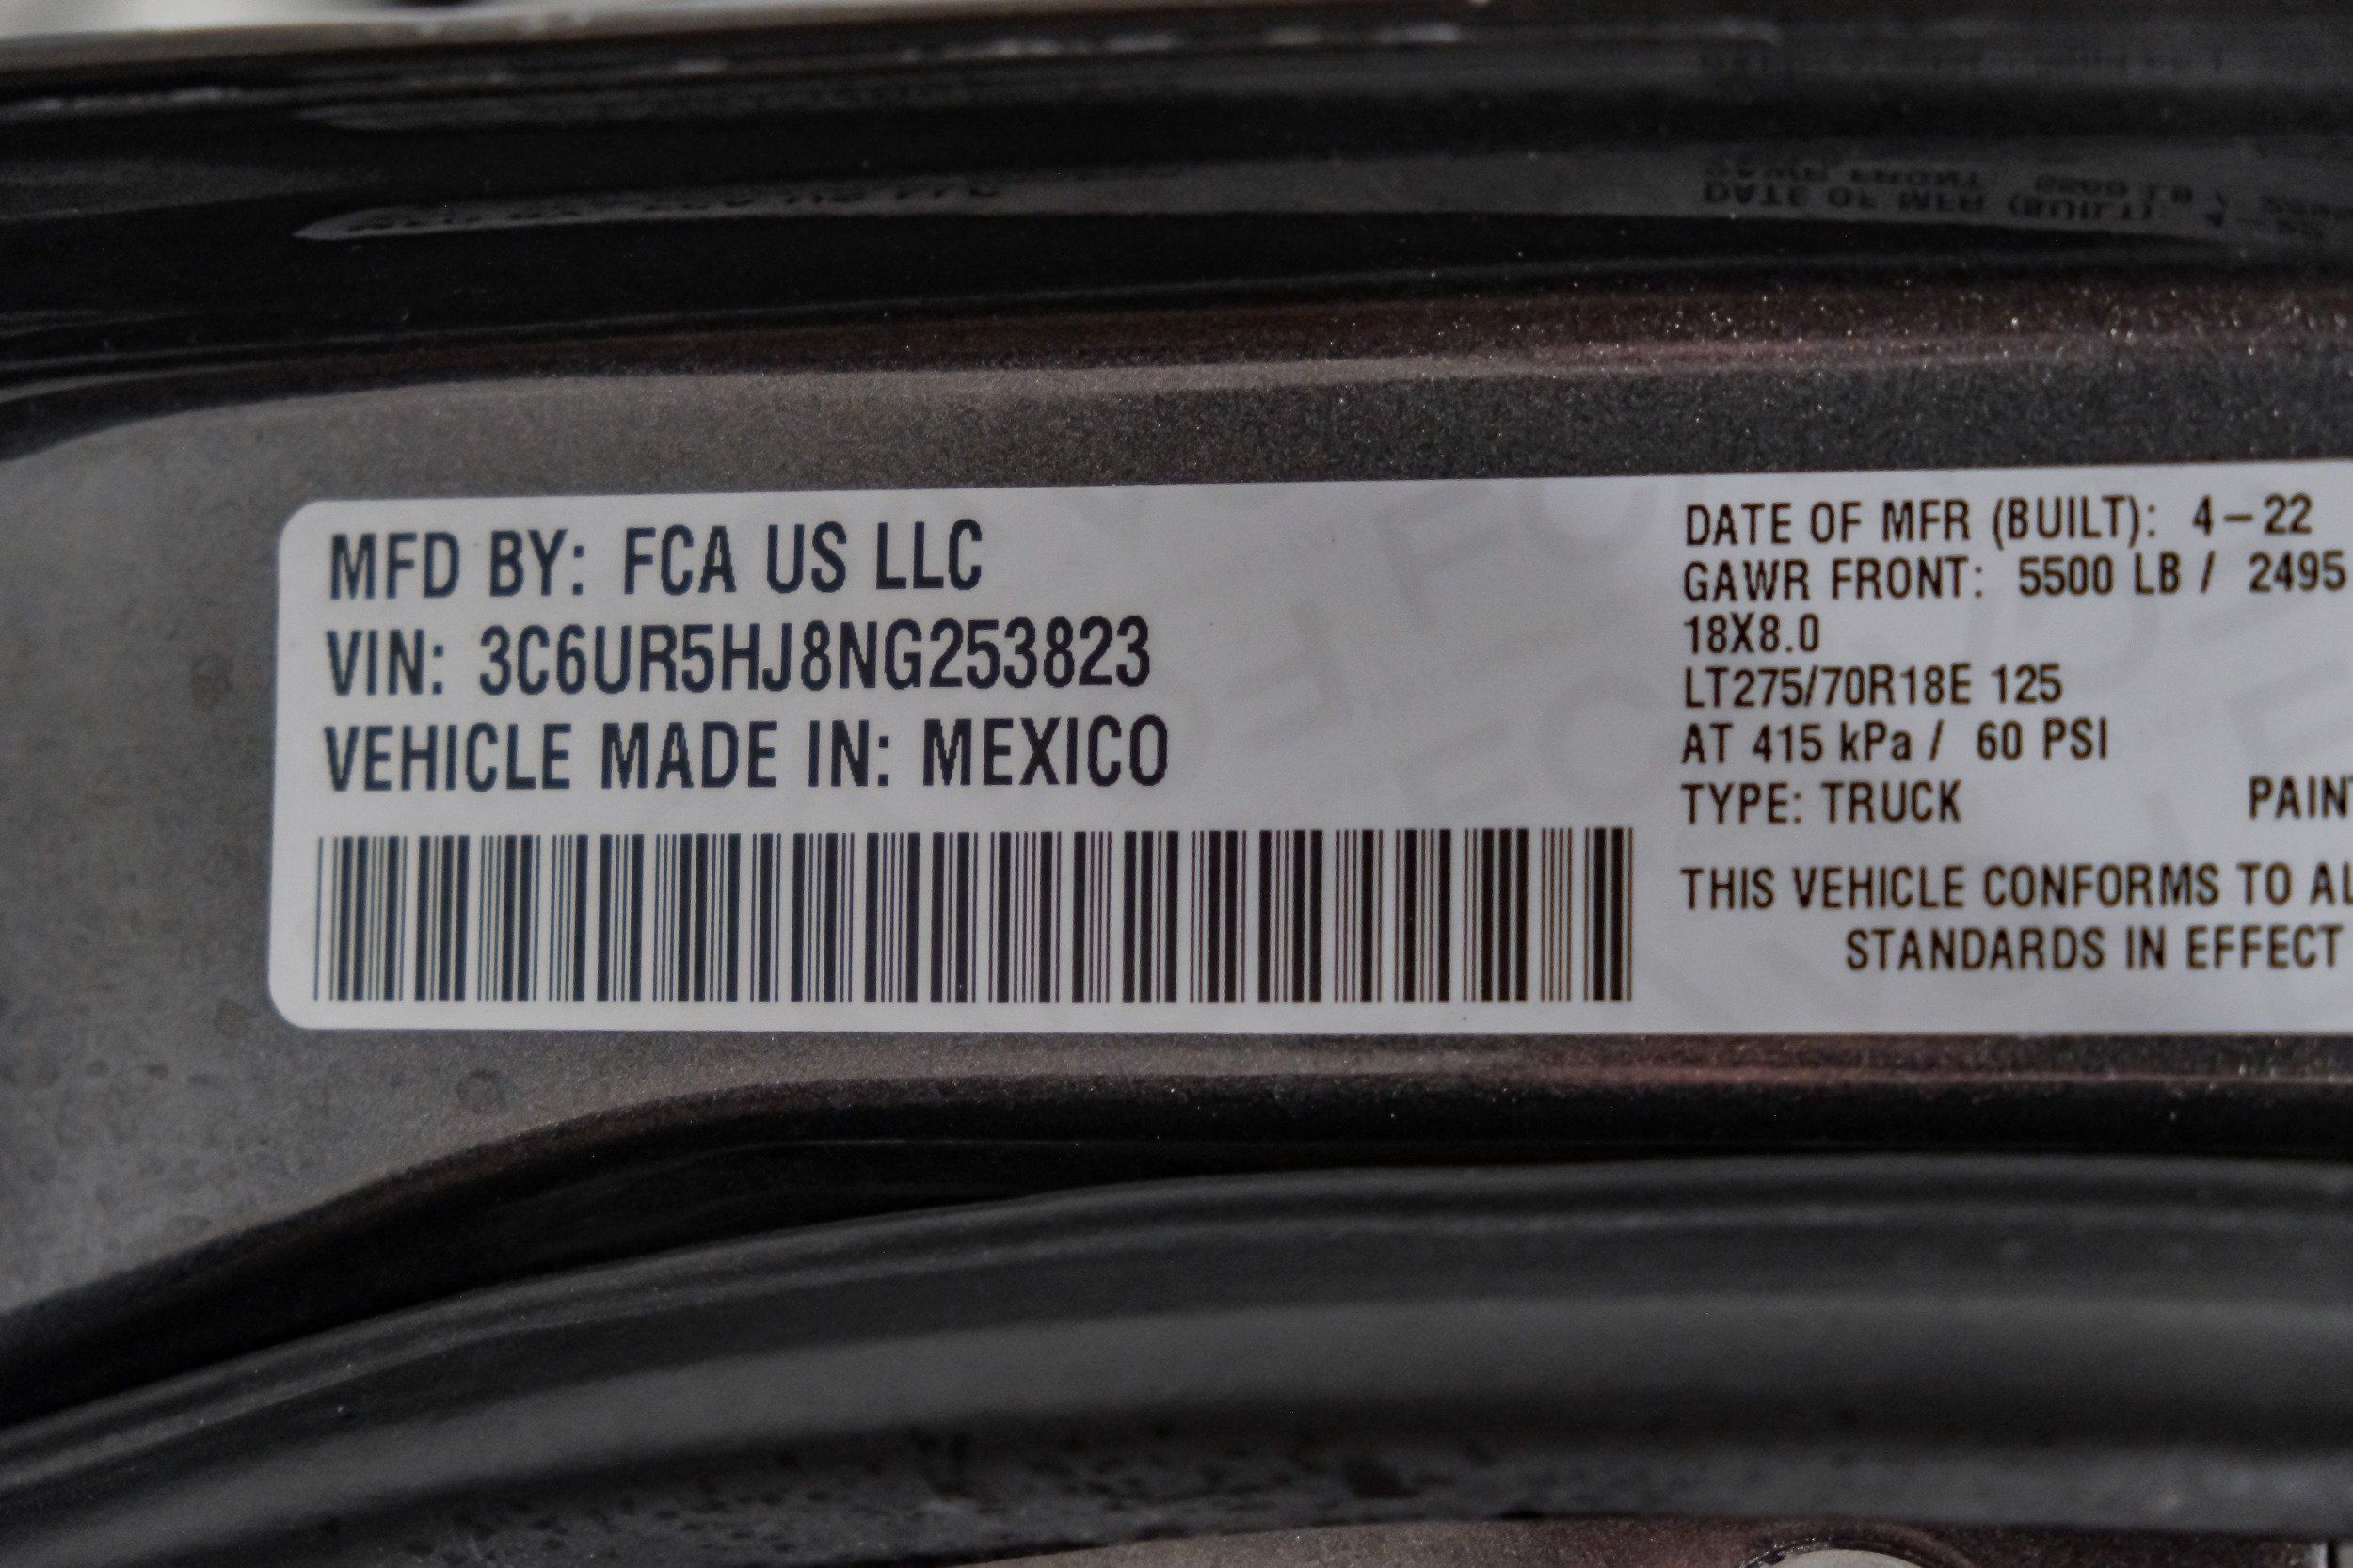 MFD BY: FCA US LLC
VIN: 3C6UR5HJ8NG253823
VEHICLE MADE IN: MEXICO
DATE OF MFR (BUILT): 4-22
GAWR FRONT: 5500 LB / 2495
18X8.0
LT275/70R18E 125
AT 415 kPa / 60 PSI
TYPE: TRUCK PAINT
THIS VEHICLE CONFORMS TO AL
STANDARDS IN EFFECT